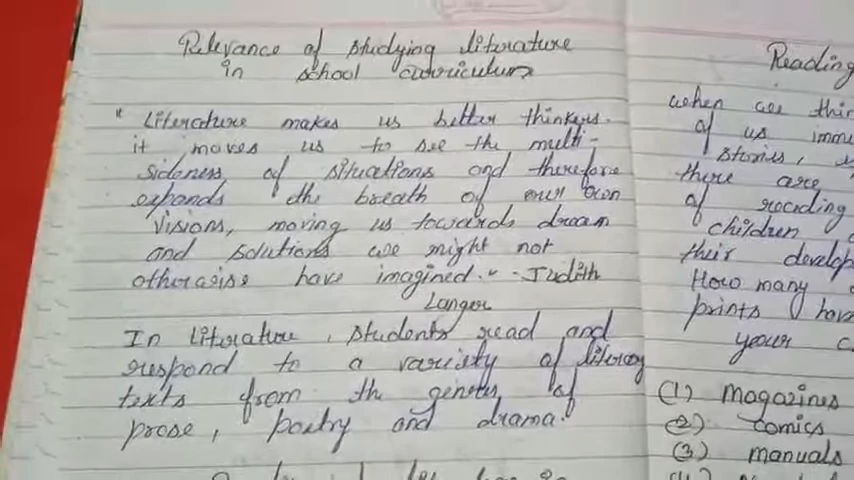 Relevance of studying literature
in school curriculum
" Literature makes us better thinkers.
it moves us to see the multi-
sideness of situations and therefore
expands the breath of our own
visions, moving us towards dream
and solutions we might not
otherwise have imagined." - Judith
Langer
In literature, students read and
respond to a variety of literary
texts from the genres of
prose, poetry and drama.
Reading
when we thin
of us imme
stories,
there are
of reading
children
their develop
How many
prints have
your c
(1) magazines
(2) comics
(3) manuals